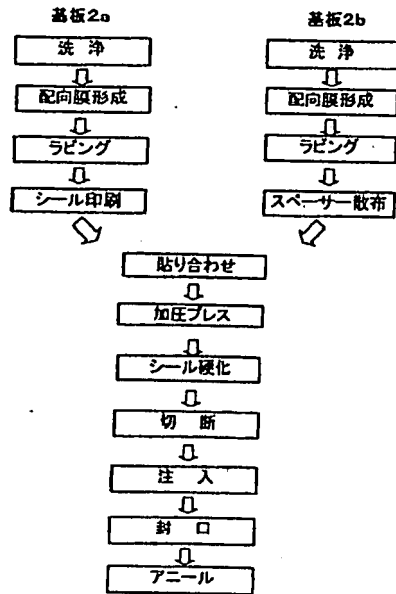 基板2a
洗 浄
配向膜形成
ラビング
シール印刷
基板2b
洗 浄
配向膜形成
ラビング
スペーサー散布
貼り合わせ
加圧プレス
シール硬化
切 断
注 入
封 口
アニール